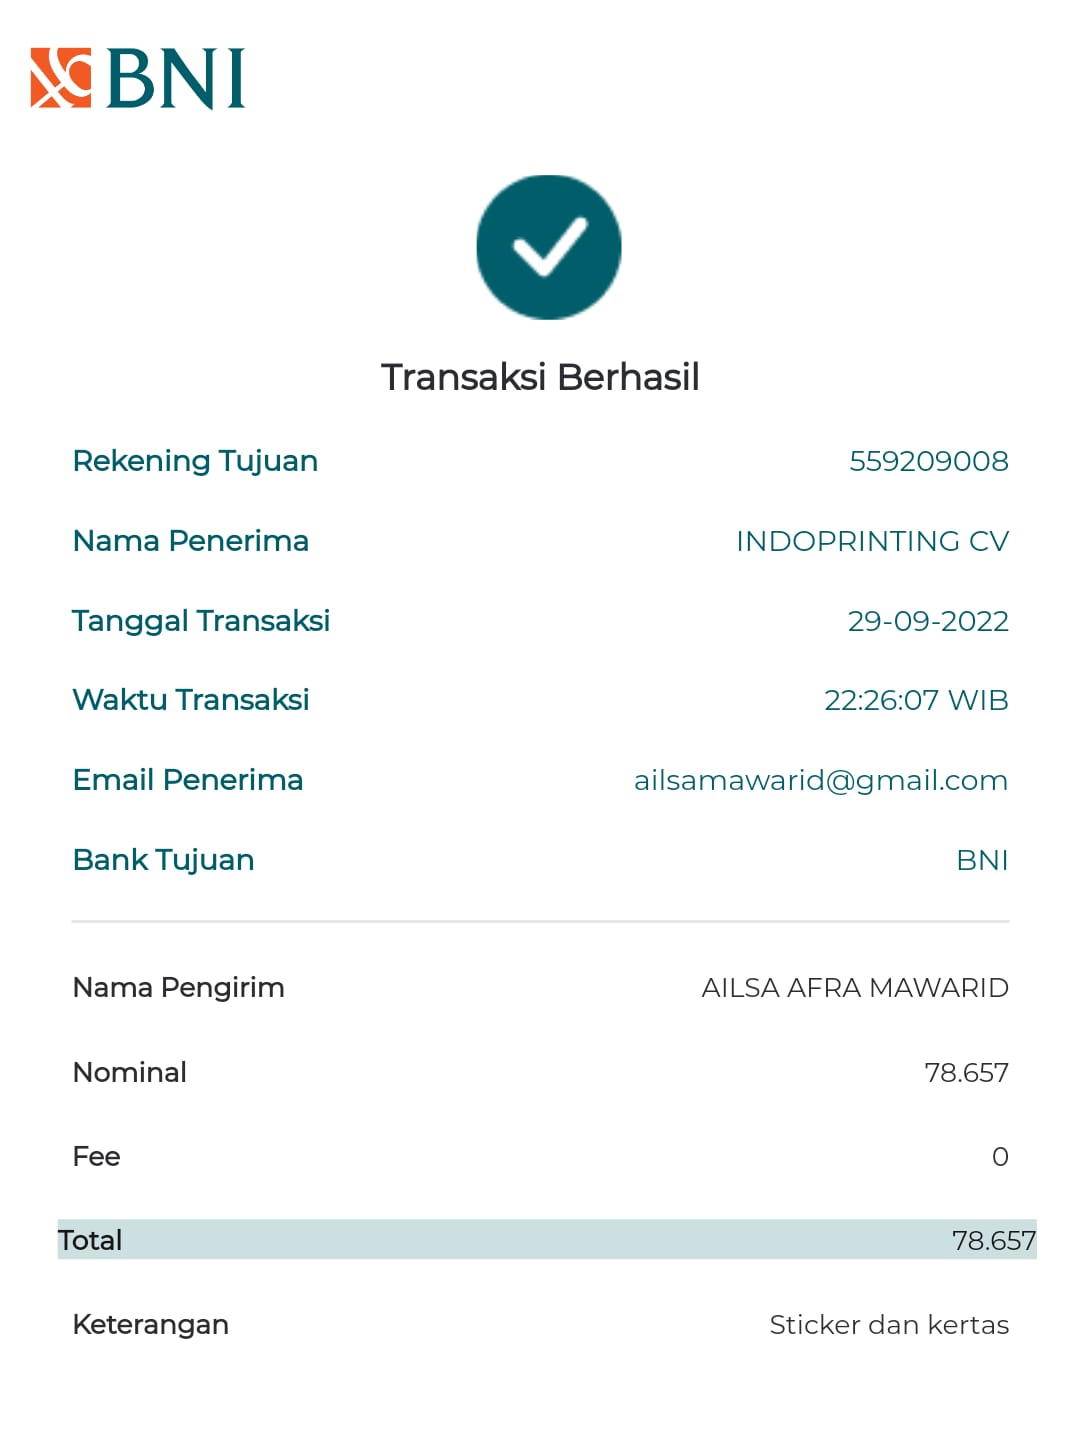 BNI
Transaksi Berhasil
Rekening Tujuan 559209008
Nama Penerima INDOPRINTING CV
Tanggal Transaksi 29-09-2022
Waktu Transaksi 22:26:07 WIB
Email Penerima ailsamawarid@gmail.com
Bank Tujuan BNI
Nama Pengirim AILSA AFRA MAWARID
Nominal 78.657
Fee 0
Total 78.657
Keterangan Sticker dan kertas